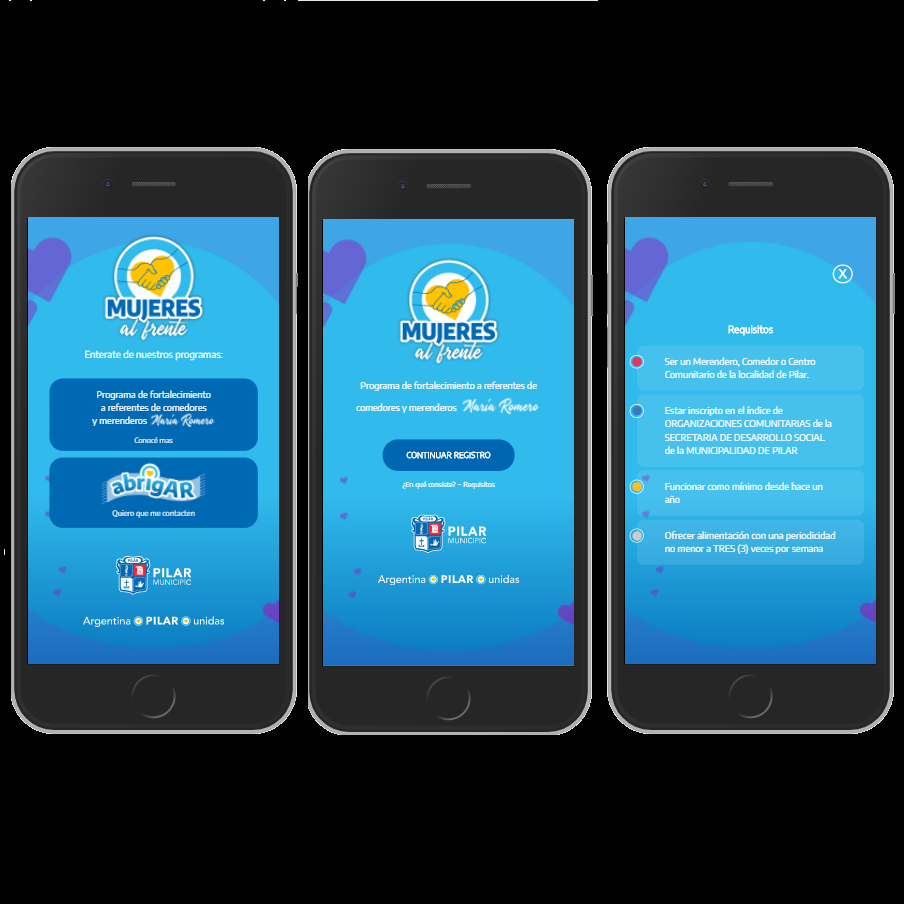 MUJERES
al frente
Enterate de nuestros programas:
Programa de fortalecimiento
a referentes de comedores
y merenderos María Romero
Conocé mas
abrigAR
Quiero que me contacten
PILAR
PILAR
MUNICIPIO
Argentina PILAR unidas
MUJERES
al frente
Programa de fortalecimiento a referentes de
comedores y merenderos María Romero
CONTINUAR REGISTRO
¿En qué consiste? - Requisitos
PILAR
PILAR
MUNICIPIO
Argentina PILAR unidas
X
Requisitos
Ser un Merendero, Comedor o Centro
Comunitario de la localidad de Pilar.
Estar inscripto en el índice de
ORGANIZACIONES COMUNITARIAS de la
SECRETARIA DE DESARROLLO SOCIAL
de la MUNICIPALIDAD DE PILAR
Funcionar como mínimo desde hace un
año
Ofrecer alimentación con una periodicidad
no menor a TRES (3) veces por semana